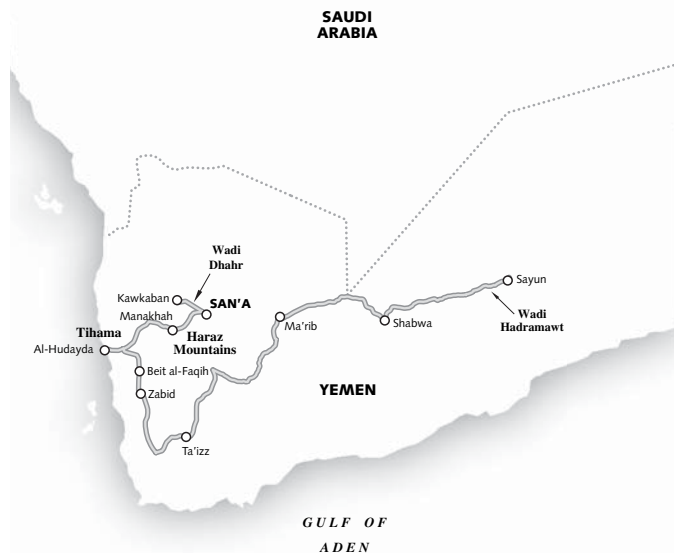 SAUDI
ARABIA
Wadi
Dhahr
Sayun
Kawkaban
SAN'A
Manakhah
Ma'rib
Shabwa
Wadi
Hadramawt
Tihama
Haraz
Mountains
Al-Hudayda
Beit al-Faqih
YEMEN
Zabid
Ta'izz
GULF OF
ADEN